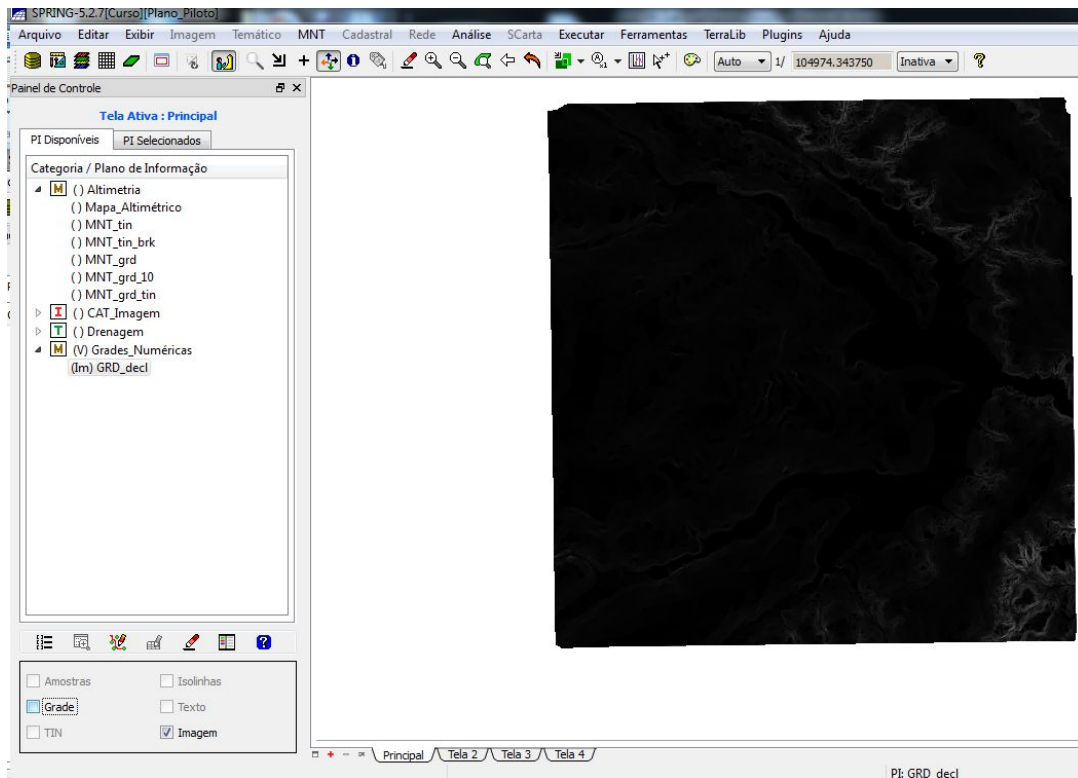 SPRING-5.2.7[Curso][Plano_Piloto]
Arquivo Editar Exibir Imagem Temático MNT Cadastral Rede Análise SCarta Executar Ferramentas TerraLib Plugins Ajuda
Auto 1/ 104974.343750 Inativa
Painel de Controle
Tela Ativa : Principal
PI Disponíveis PI Selecionados
Categoria / Plano de Informação
M () Altimetria
() Mapa_Altimétrico
() MNT_tin
() MNT_tin_brk
() MNT_grd
() MNT_grd_10
() MNT_grd_tin
I () CAT_Imagem
T () Drenagem
M (V) Grades_Numéricas
(Im) GRD_decl
Amostras Isolinhas
Grade Texto
TIN Imagem
Principal Tela 2 Tela 3 Tela 4
PI: GRD_decl